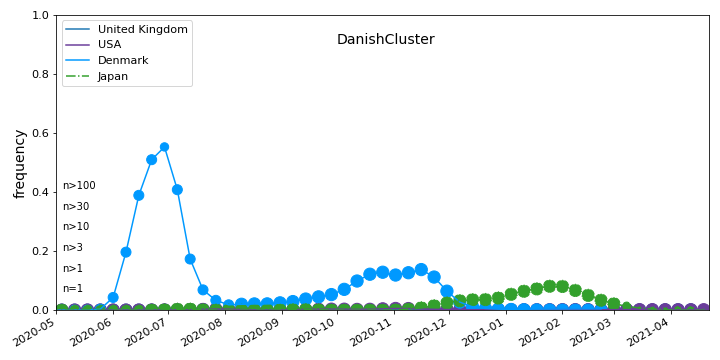 DanishCluster
United Kingdom
USA
Denmark
Japan
frequency
1.0
0.8
0.6
0.4
0.2
0.0
n>100
n>30
n>10
n>3
n>1
n=1
2020-05
2020-06
2020-07
2020-08
2020-09
2020-10
2020-11
2020-12
2021-01
2021-02
2021-03
2021-04